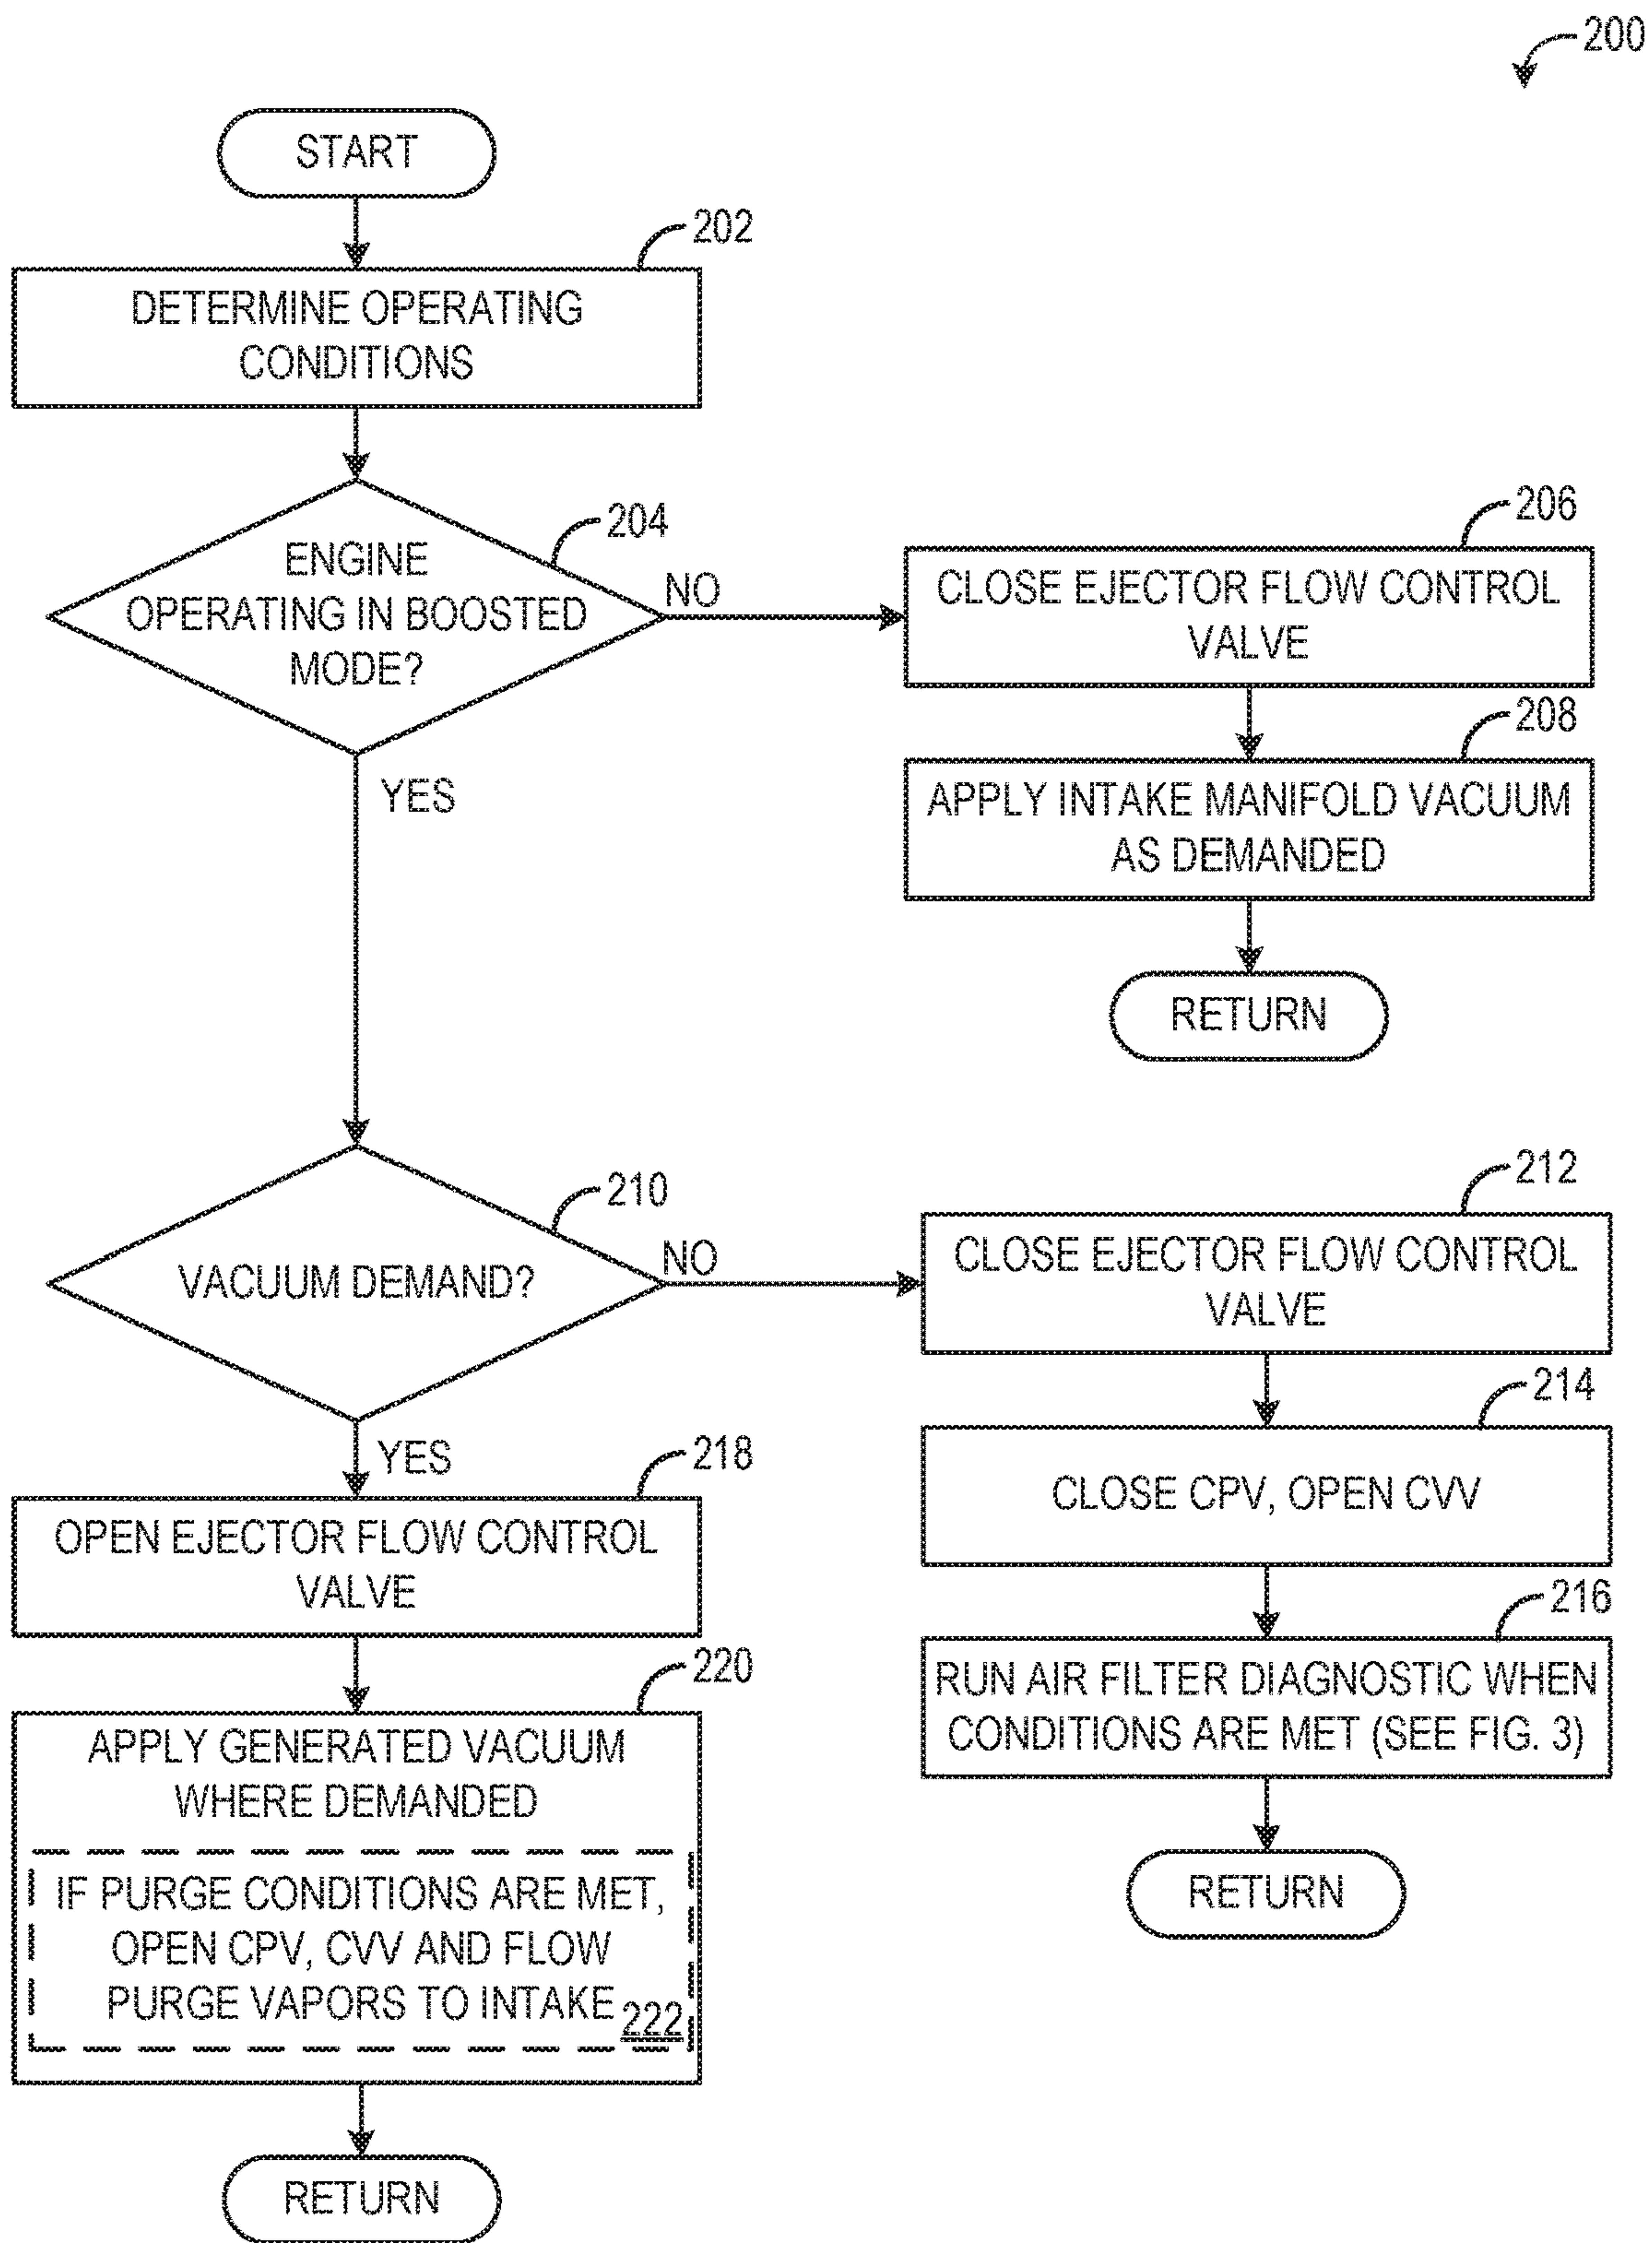 200
START
202
DETERMINE OPERATING
CONDITIONS
204
ENGINE
OPERATING IN BOOSTED
MODE?
NO
YES
206
CLOSE EJECTOR FLOW CONTROL
VALVE
208
APPLY INTAKE MANIFOLD VACUUM
AS DEMANDED
RETURN
210
VACUUM DEMAND?
NO
YES
212
CLOSE EJECTOR FLOW CONTROL
VALVE
214
CLOSE CPV, OPEN CVV
216
RUN AIR FILTER DIAGNOSTIC WHEN
CONDITIONS ARE MET (SEE FIG. 3)
RETURN
218
OPEN EJECTOR FLOW CONTROL
VALVE
220
APPLY GENERATED VACUUM
WHERE DEMANDED
IF PURGE CONDITIONS ARE MET,
OPEN CPV, CVV AND FLOW
PURGE VAPORS TO INTAKE 222
RETURN